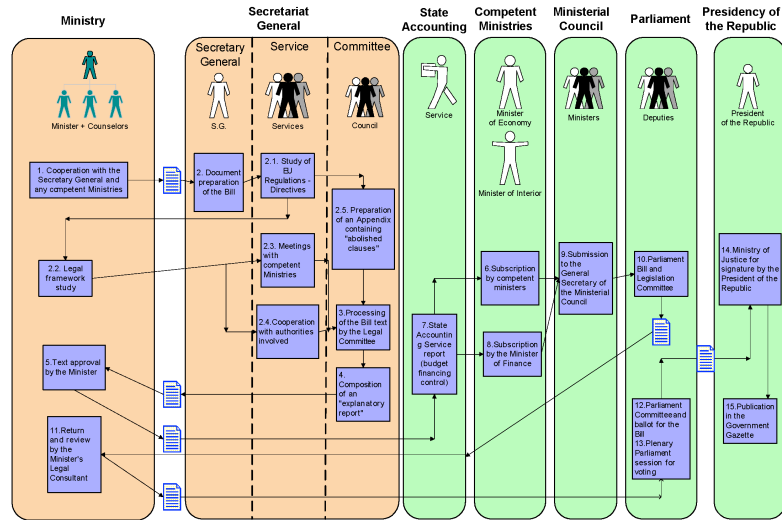 Ministry
Secretariat
General
State
Accounting
Competent
Ministries
Ministerial
Council
Parliament
Presidency of
the Republic
Secretary
General
Service
Committee
Minister + Counselors
S.G.
Services
Council
Service
Minister
of Economy
Minister of Interior
Ministers
Deputies
President
of the Republic
1. Cooperation with the
Secretary General and
any competent Ministries
2. Document
preparation
of the Bill
2.1. Study of
BJ
Regulations -
Directives
2.5. Preparation
of an Appendix
containing
"abolished
clauses"
2.2. Legal
framework
study
2.3. Meetings
with
competent
Ministries
2.4.Cooperation
with authorities
involved
3. Processing
of the Bill text
by the Legal
Committee
4.
Composition
of an
"explanatory
report"
5.Text approval
by the Minister
11.Return
and review
by the
Minister's
Legal
Consultant
7.State
Accountin
g Service
report
(budget
financing
control)
6.Subscription
by competent
ministers
8.Subscription
by the Minister
of Finance
9.Submission
to the
General
Secretary of
the Ministerial
Council
10.Parliament
Bill and
Legislation
Committee
12.Parliament
Committee and
ballot for the
Bill
13.Plenary
Parliament
session for
voting
14.Ministry of
Justice for
signature by the
President of the
Republic
15.Publication
in the
Government
Gazette